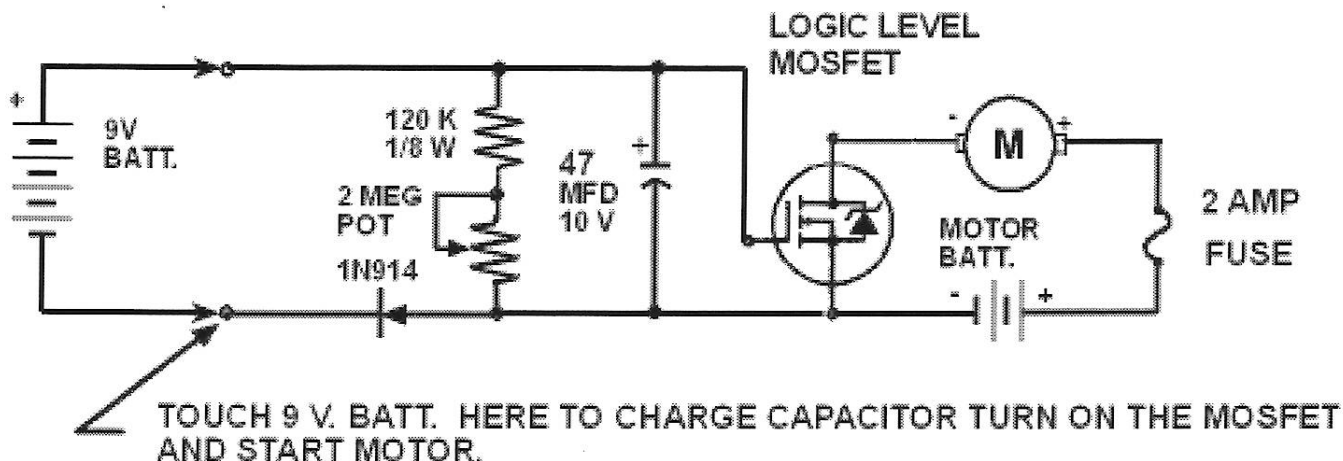 LOGIC LEVEL
MOSFET
+
9V
BATT.
120 K
1/8 W
2 MEG
POT
1N914
+
47
MFD
10 V
-
M
+
MOTOR
BATT.
-
+
2 AMP
FUSE
TOUCH 9 V. BATT. HERE TO CHARGE CAPACITOR TURN ON THE MOSFET
AND START MOTOR.